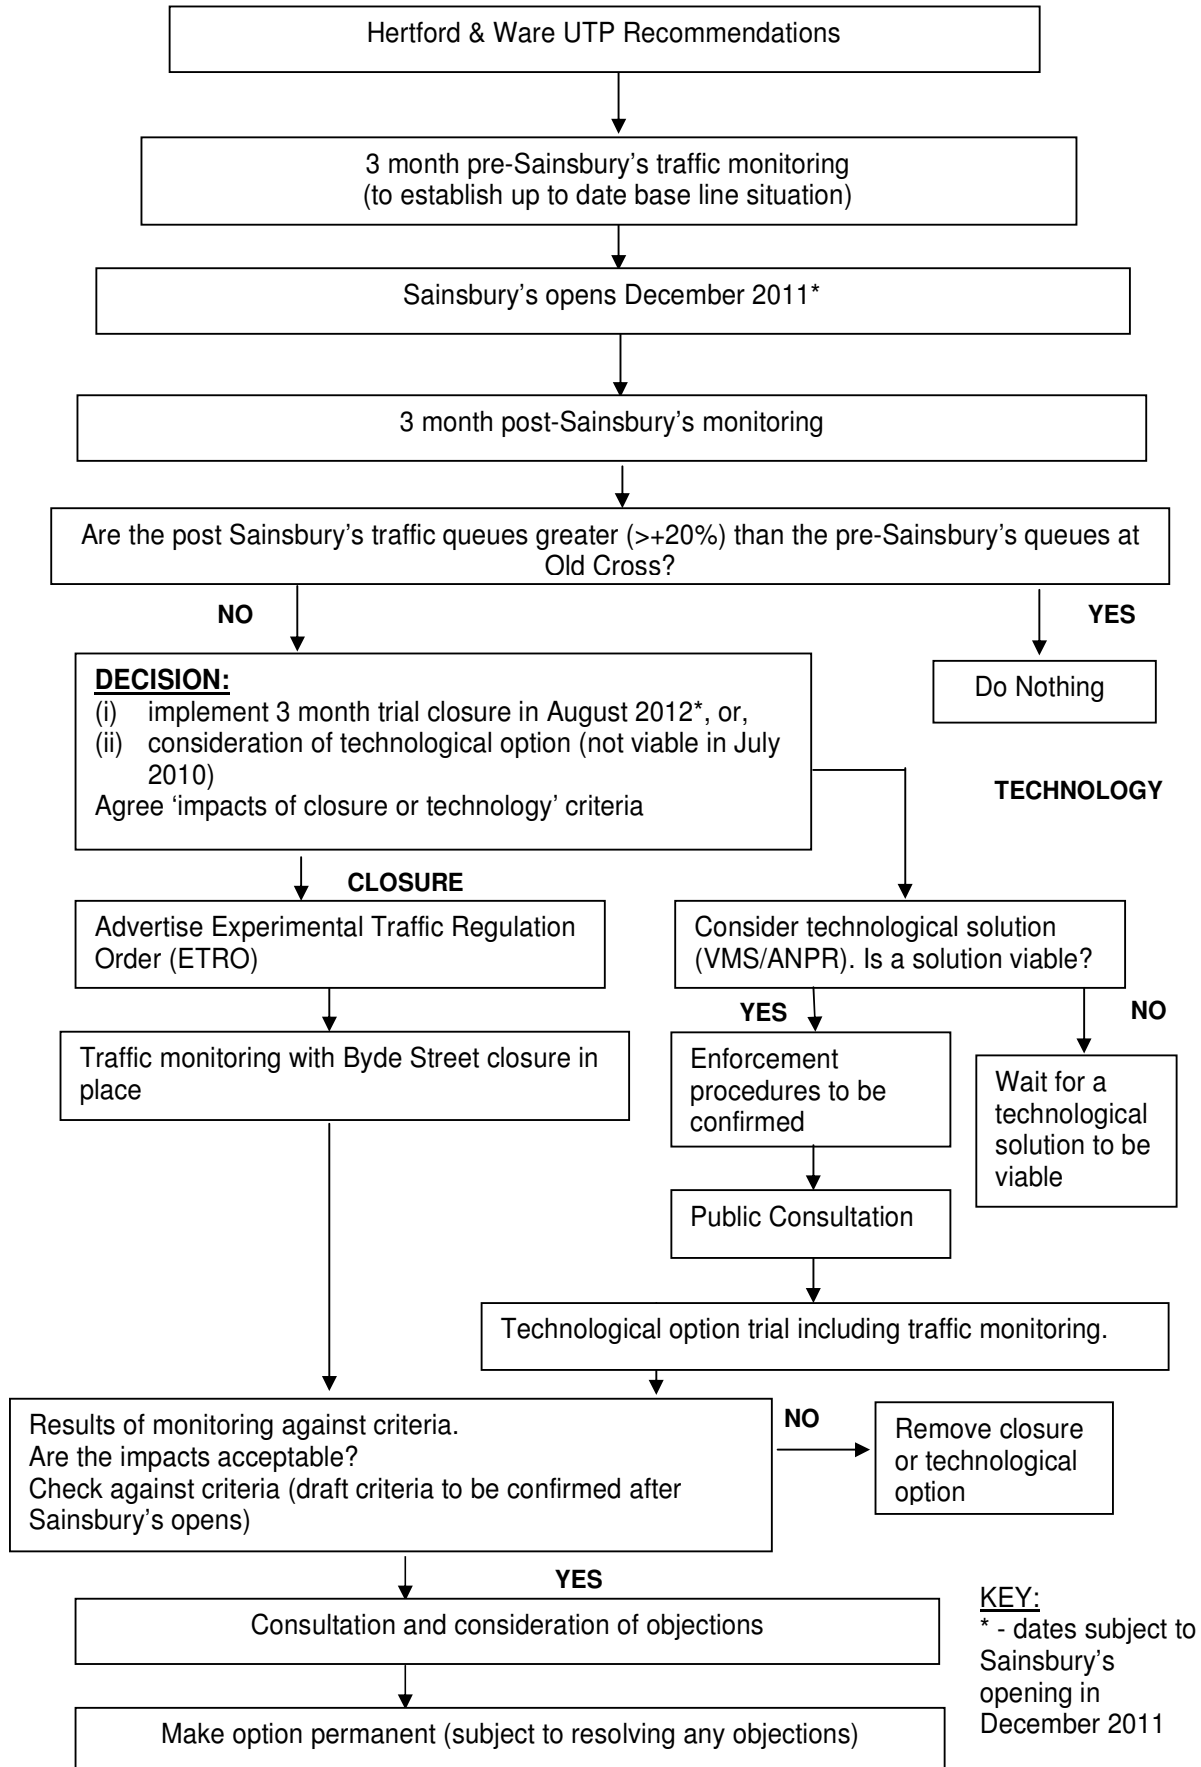 Hertford & Ware UTP Recommendations
3 month pre-Sainsbury’s traffic monitoring
(to establish up to date base line situation)
Sainsbury’s opens December 2011*
3 month post-Sainsbury’s monitoring
Are the post Sainsbury’s traffic queues greater (>+20%) than the pre-Sainsbury’s queues at
Old Cross?
NO
YES
DECISION:
(i) implement 3 month trial closure in August 2012*, or,
(ii) consideration of technological option (not viable in July
2010)
Agree ‘impacts of closure or technology’ criteria
Do Nothing
TECHNOLOGY
CLOSURE
Advertise Experimental Traffic Regulation
Order (ETRO)
Consider technological solution
(VMS/ANPR). Is a solution viable?
YES
NO
Traffic monitoring with Byde Street closure in
place
Enforcement
procedures to be
confirmed
Wait for a
technological
solution to be
viable
Public Consultation
Technological option trial including traffic monitoring.
Results of monitoring against criteria.
Are the impacts acceptable?
Check against criteria (draft criteria to be confirmed after
Sainsbury’s opens)
NO
Remove closure
or technological
option
YES
Consultation and consideration of objections
Make option permanent (subject to resolving any objections)
KEY:
* - dates subject to
Sainsbury’s
opening in
December 2011